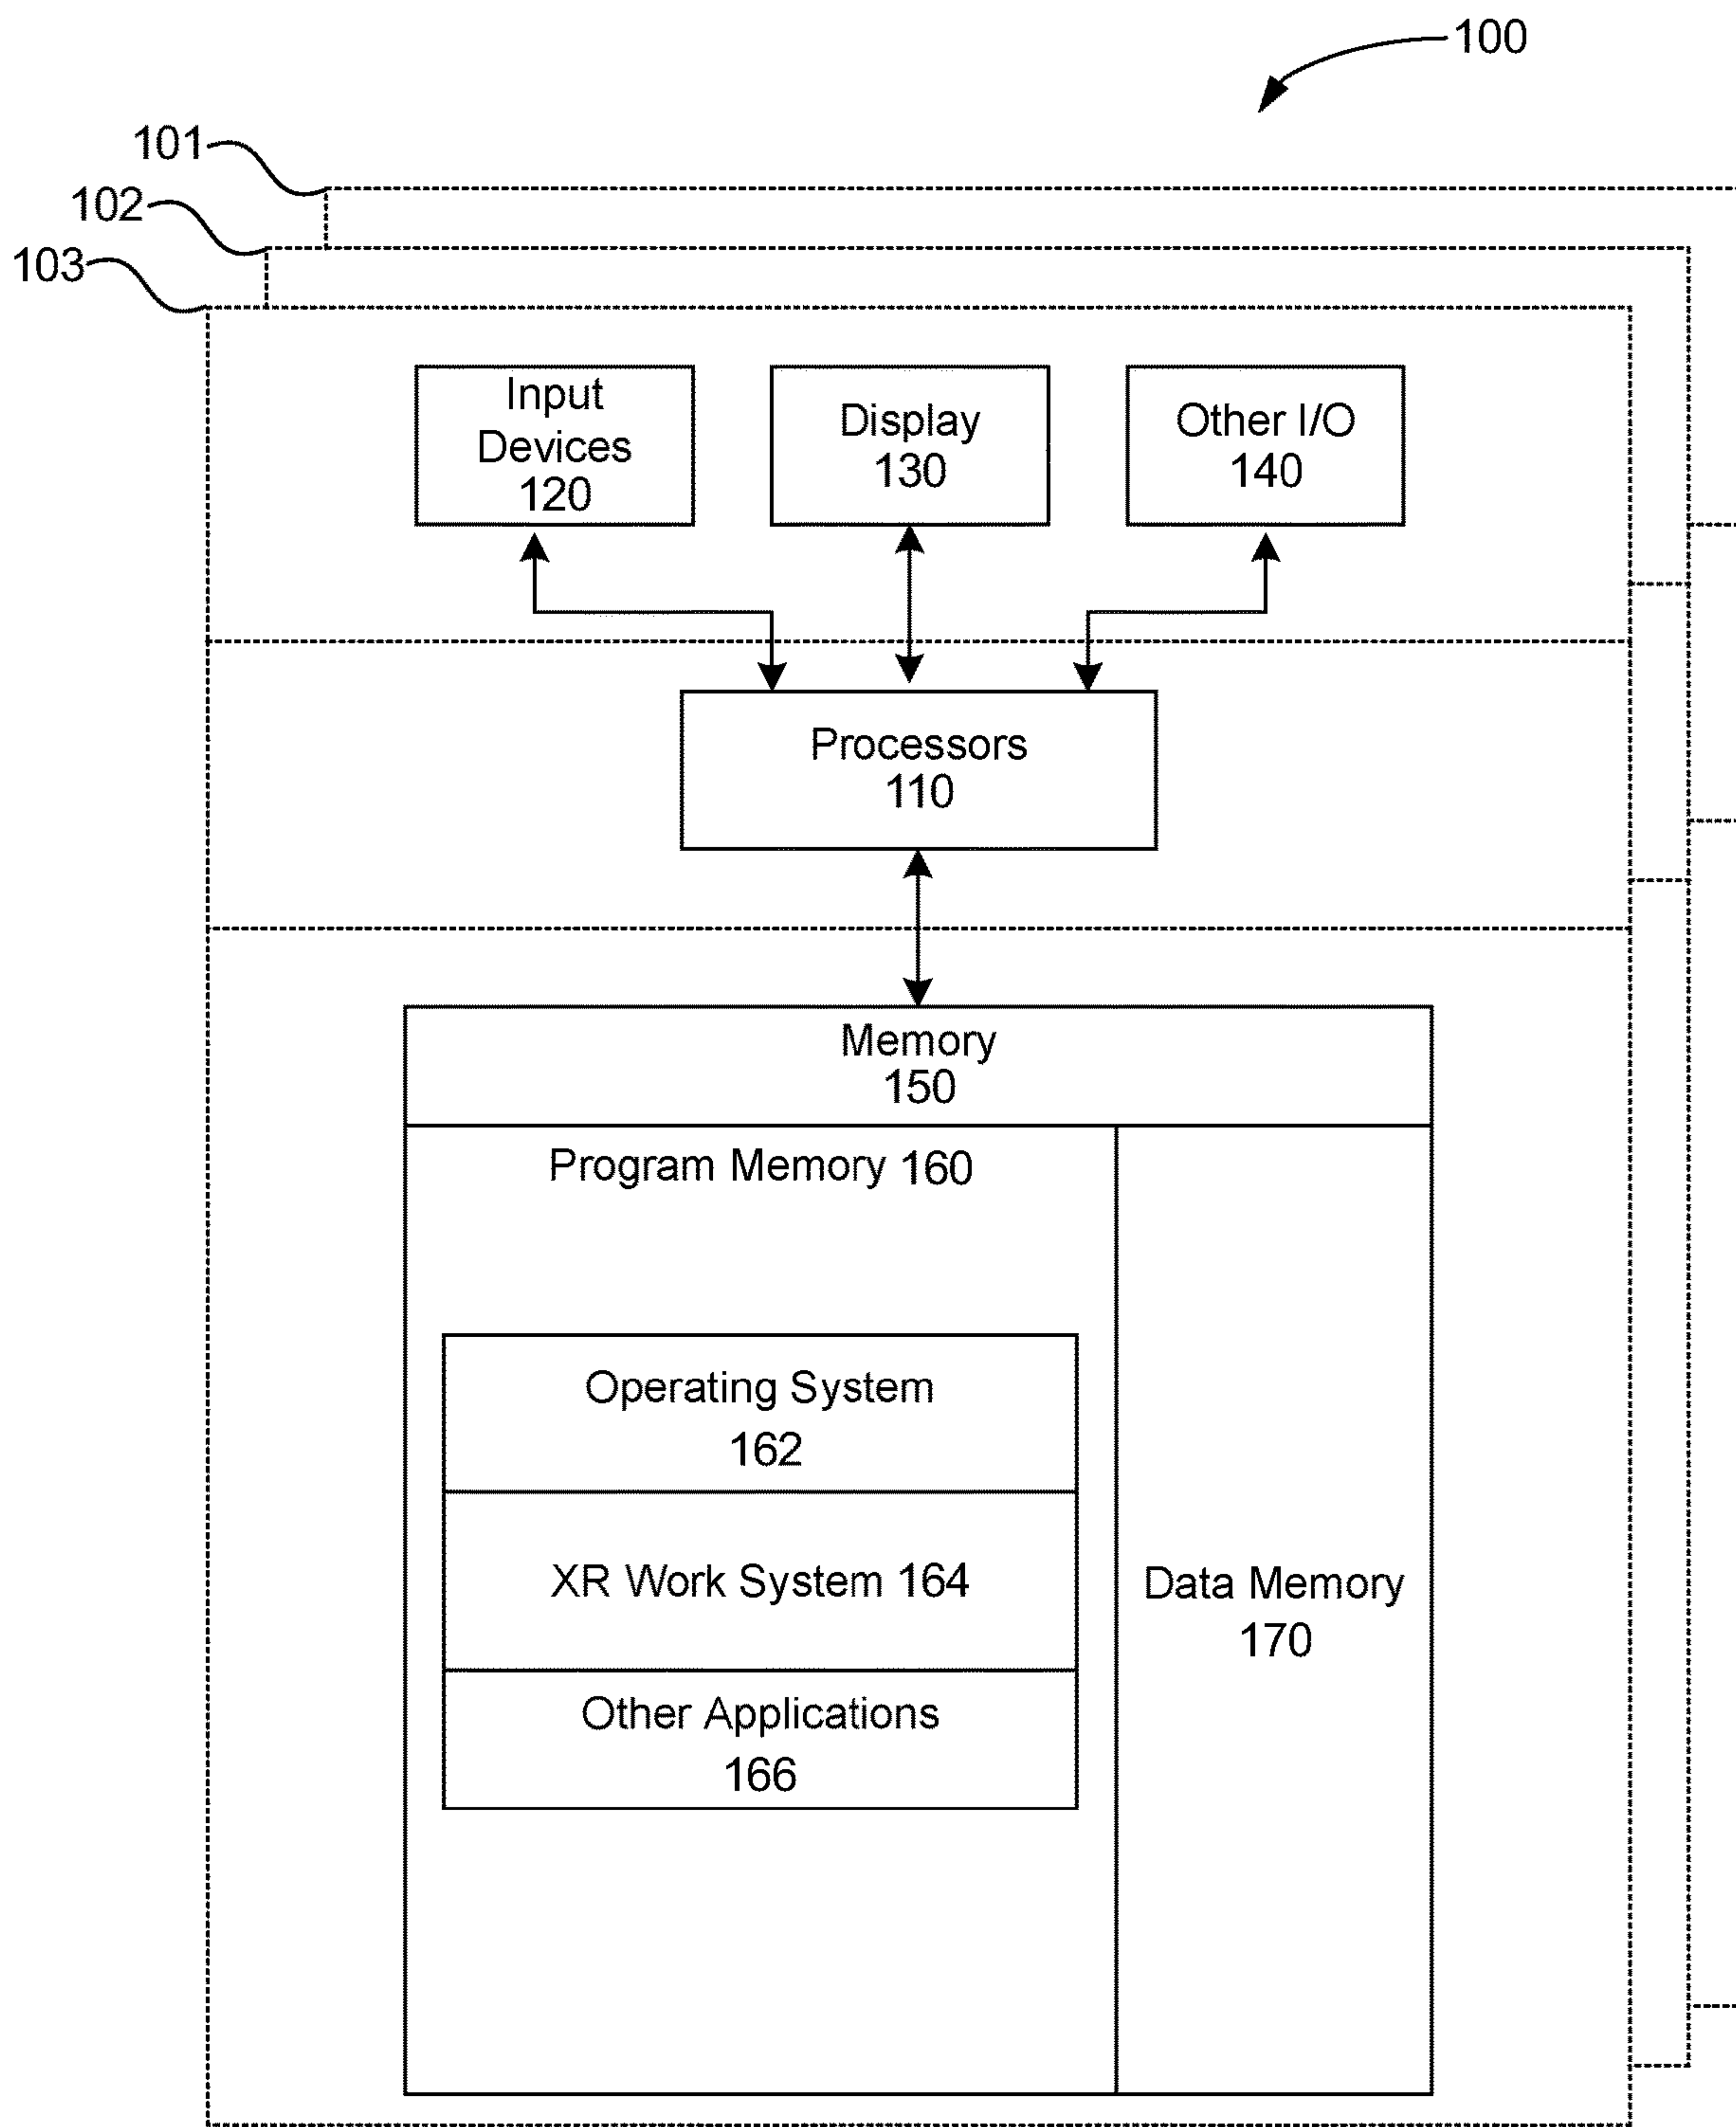 100
101
102
103
Input
Devices
120
Display
130
Other I/O
140
Processors
110
Memory
150
Program Memory 160
Operating System
162
XR Work System 164
Other Applications
166
Data Memory
170